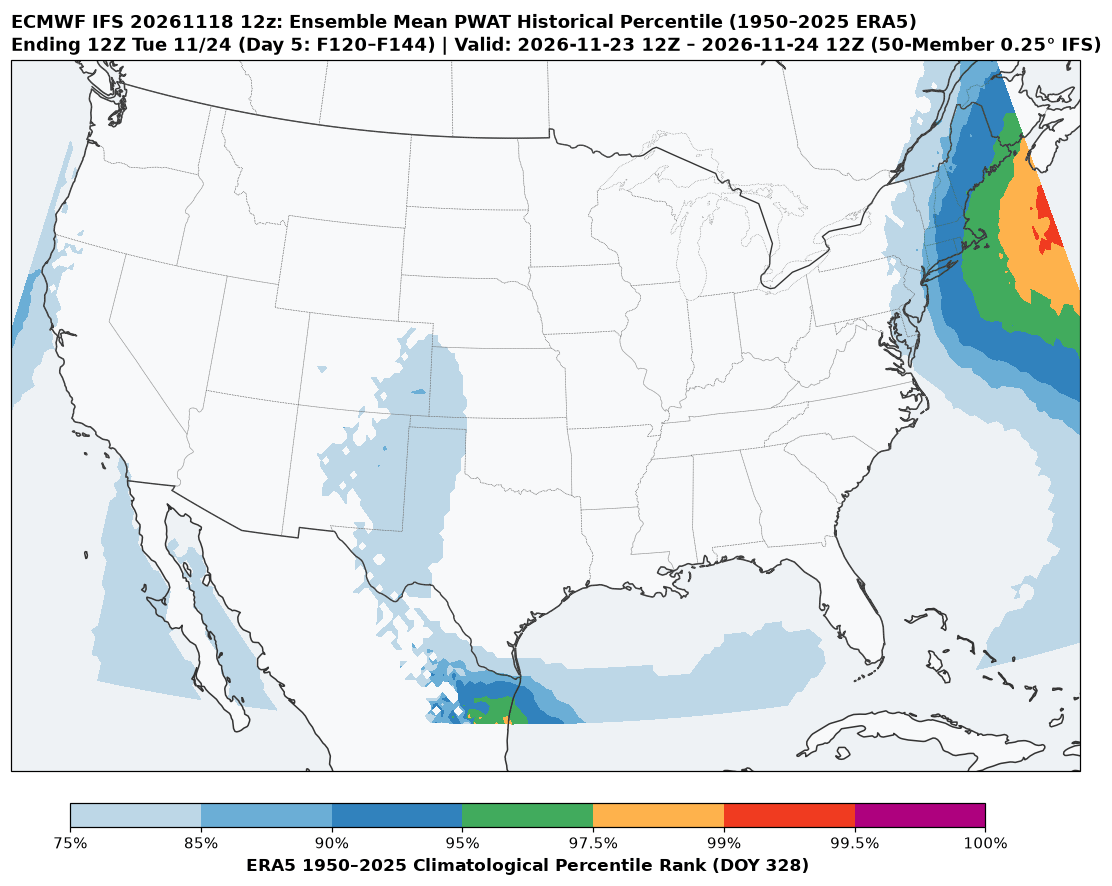 ECMWF IFS 20261118 12z: Ensemble Mean PWAT Historical Percentile (1950–2025 ERA5)
Ending 12Z Tue 11/24 (Day 5: F120–F144) | Valid: 2026-11-23 12Z – 2026-11-24 12Z (50-Member 0.25° IFS)
75% 85% 90% 95% 97.5% 99% 99.5% 100%
ERA5 1950–2025 Climatological Percentile Rank (DOY 328)